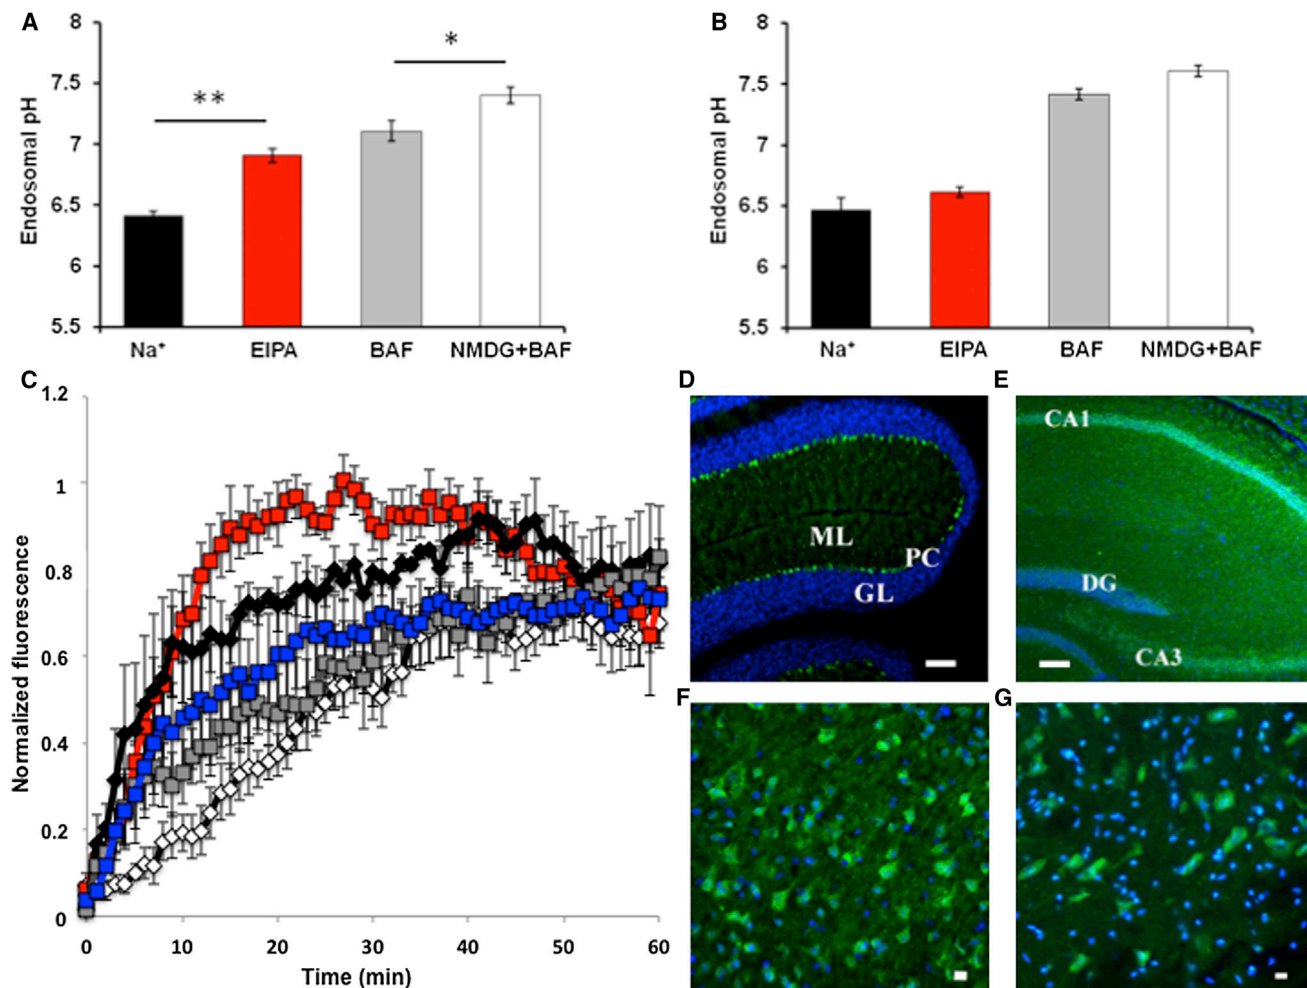 A
8
7.5
7
6.5
6
5.5
Endosomal pH
**
*
Na⁺ EIPA BAF NMDG+BAF
B
8
7.5
7
6.5
6
5.5
Endosomal pH
Na⁺ EIPA BAF NMDG+BAF
C
1.2
1
0.8
0.6
0.4
0.2
0
Normalized fluorescence
0 10 20 30 40 50 60
Time (min)
D
ML
PC
GL
E
CA1
DG
CA3
F
G